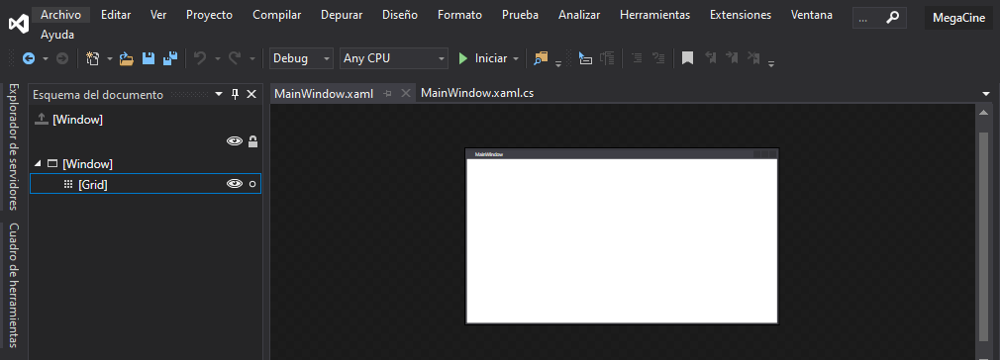 Archivo Editar Ver Proyecto Compilar Depurar Diseño Formato Prueba Analizar Herramientas Extensiones Ventana ... MegaCine
Ayuda
Debug Any CPU Iniciar
Explorador de servidores
Cuadro de herramientas
Esquema del documento
[Window]
[Window]
[Grid]
MainWindow.xaml MainWindow.xaml.cs
MainWindow